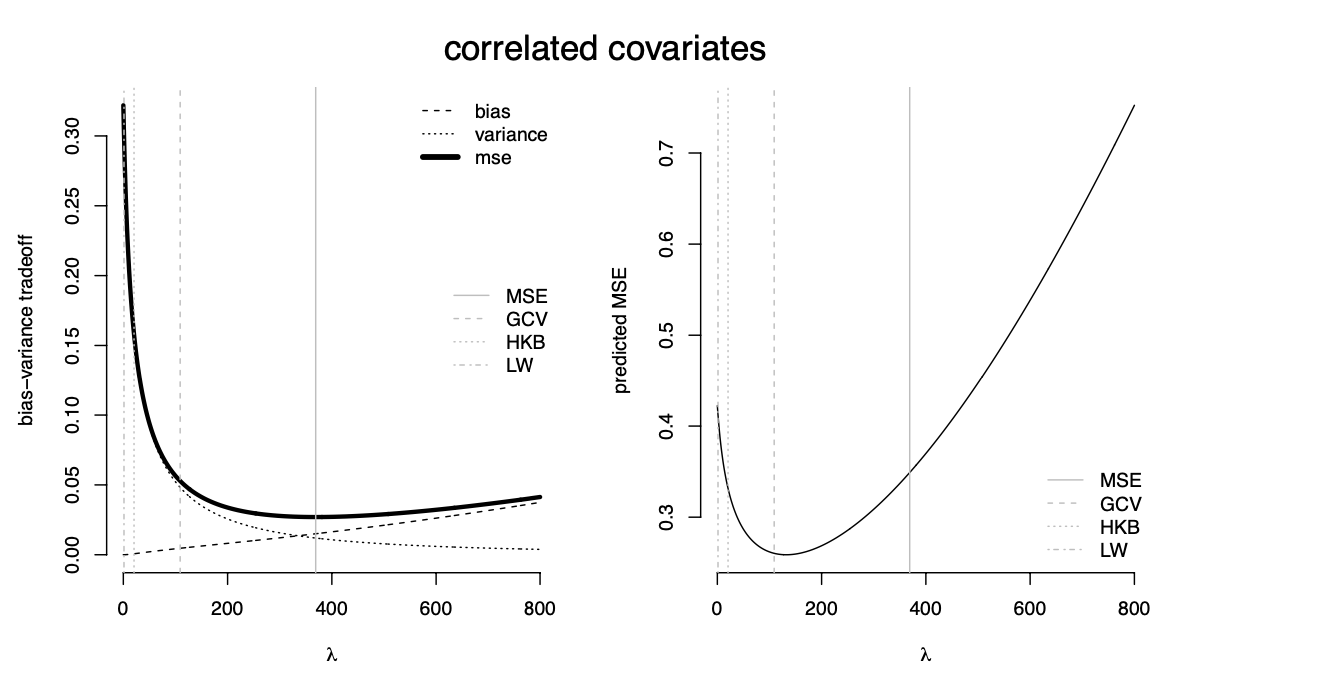 correlated covariates
bias–variance tradeoff
0.30
0.25
0.20
0.15
0.10
0.05
0.00
bias
variance
mse
MSE
GCV
HKB
LW
0
200
400
600
800
λ
predicted MSE
0.7
0.6
0.5
0.4
0.3
MSE
GCV
HKB
LW
0
200
400
600
800
λ